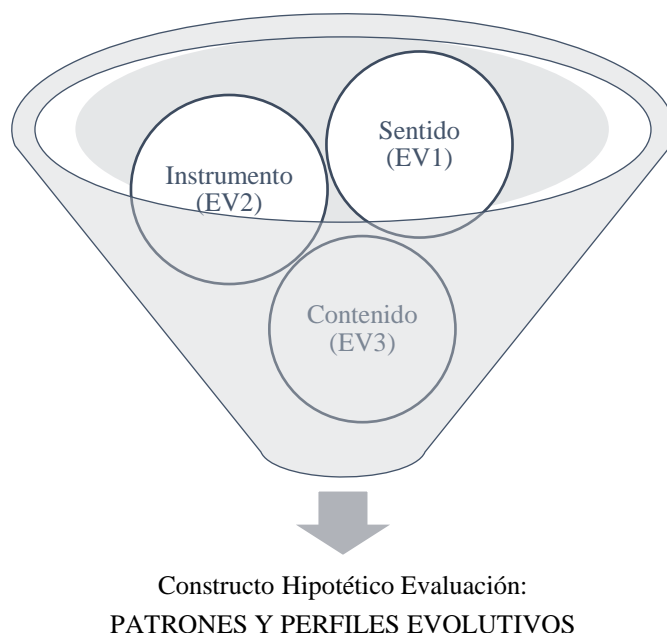 Sentido
(EV1)
Instrumento
(EV2)
Contenido
(EV3)
Constructo Hipotético Evaluación:
PATRONES Y PERFILES EVOLUTIVOS